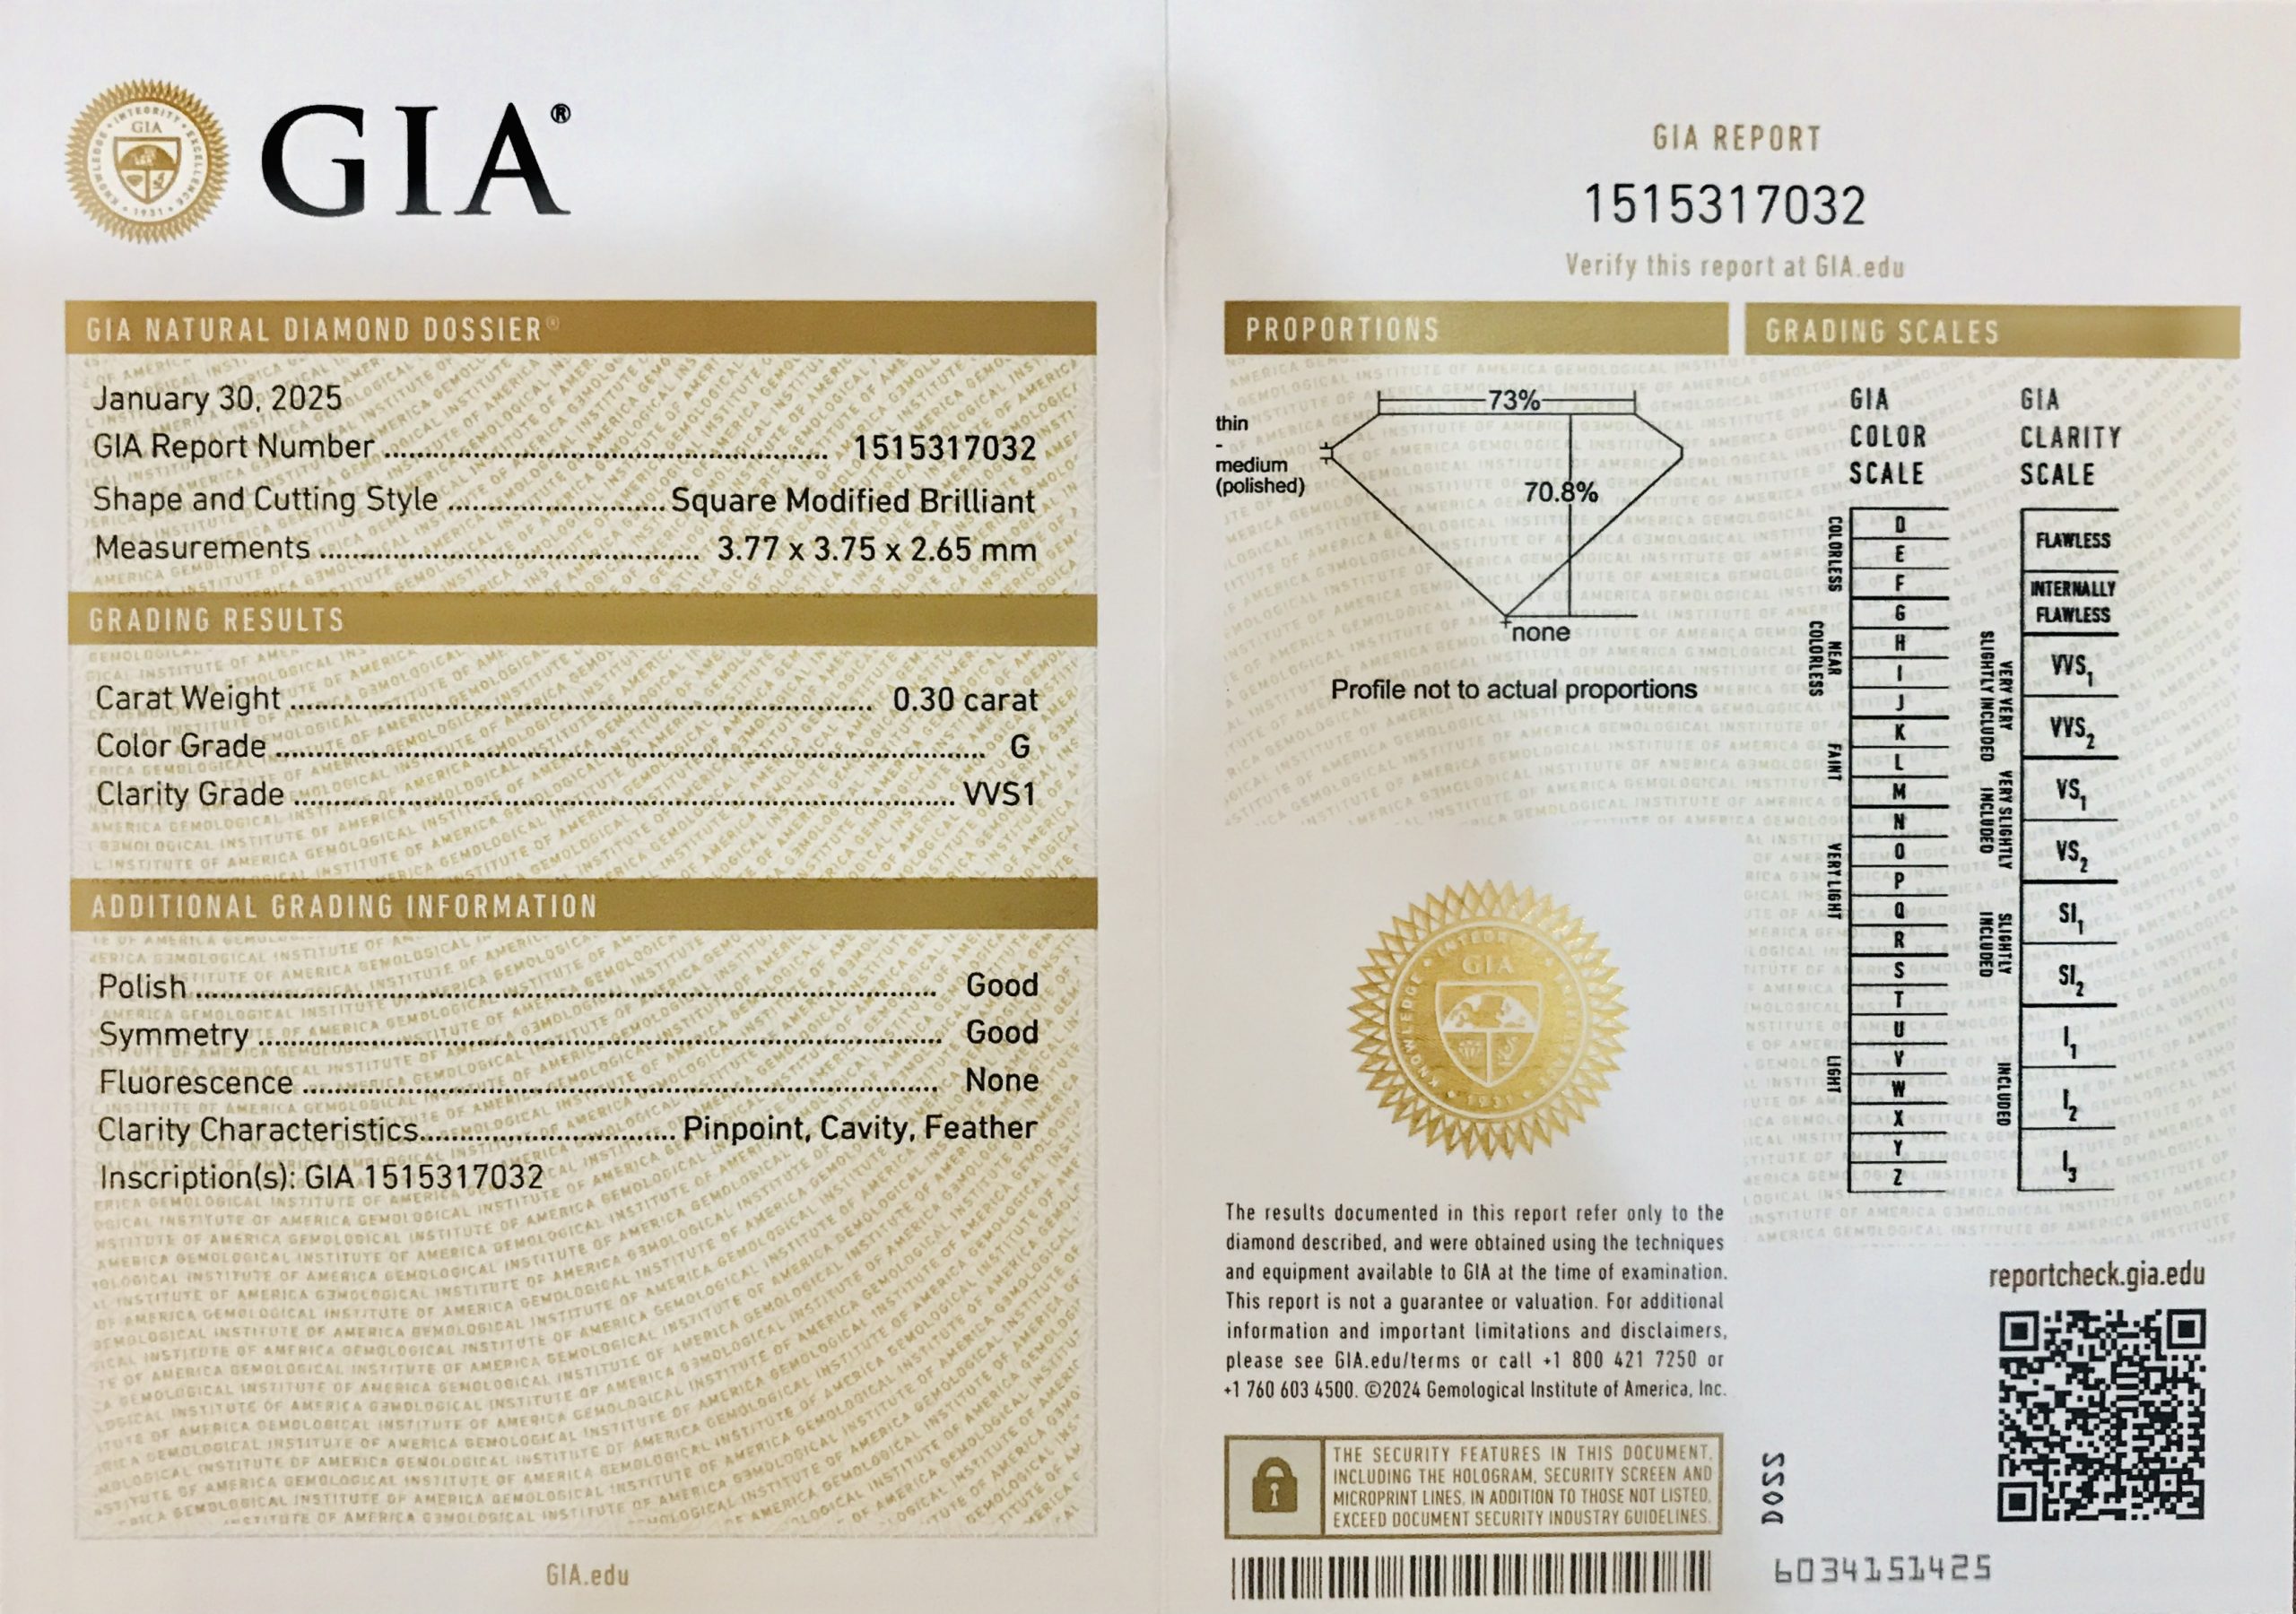 GIA®
GIA NATURAL DIAMOND DOSSIER®
January 30, 2025
GIA Report Number 1515317032
Shape and Cutting Style Square Modified Brilliant
Measurements 3.77 x 3.75 x 2.65 mm
GRADING RESULTS
Carat Weight 0.30 carat
Color Grade G
Clarity Grade VVS1
ADDITIONAL GRADING INFORMATION
Polish Good
Symmetry Good
Fluorescence None
Clarity Characteristics Pinpoint, Cavity, Feather
Inscription(s): GIA 1515317032
GIA.edu
GIA REPORT
1515317032
Verify this report at GIA.edu
PROPORTIONS
73%
thin
-
medium
(polished)
70.8%
none
Profile not to actual proportions
GIA
INTEGRITY
EXCELLENCE
KNOWLEDGE
1931
The results documented in this report refer only to the
diamond described, and were obtained using the techniques
and equipment available to GIA at the time of examination.
This report is not a guarantee or valuation. For additional
information and important limitations and disclaimers,
please see GIA.edu/terms or call +1 800 421 7250 or
+1 760 603 4500. ©2024 Gemological Institute of America, Inc.
THE SECURITY FEATURES IN THIS DOCUMENT,
INCLUDING THE HOLOGRAM, SECURITY SCREEN AND
MICROPRINT LINES, IN ADDITION TO THOSE NOT LISTED,
EXCEED DOCUMENT SECURITY INDUSTRY GUIDELINES.
GRADING SCALES
GIA
COLOR
SCALE
COLORLESS
D
E
F
NEAR
COLORLESS
G
H
I
J
FAINT
K
L
M
VERY LIGHT
N
O
P
Q
R
LIGHT
S
T
U
V
W
X
Y
Z
GIA
CLARITY
SCALE
FLAWLESS
INTERNALLY
FLAWLESS
VERY VERY
SLIGHTLY INCLUDED
VVS1
VVS2
VERY SLIGHTLY
INCLUDED
VS1
VS2
SLIGHTLY
INCLUDED
SI1
SI2
INCLUDED
I1
I2
I3
reportcheck.gia.edu
DOSS
6034151425